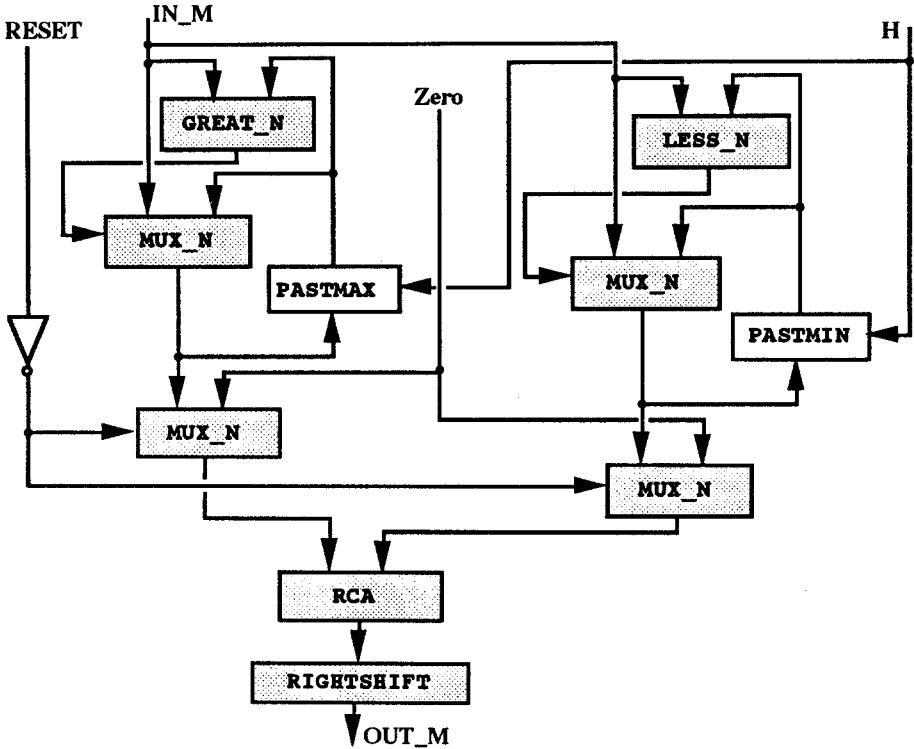 IN_M
RESET
H
Zero
GREAT_N
LESS_N
MUX_N
PASTMAX
MUX_N
PASTMIN
MUX_N
MUX_N
RCA
RIGHTSHIFT
OUT_M